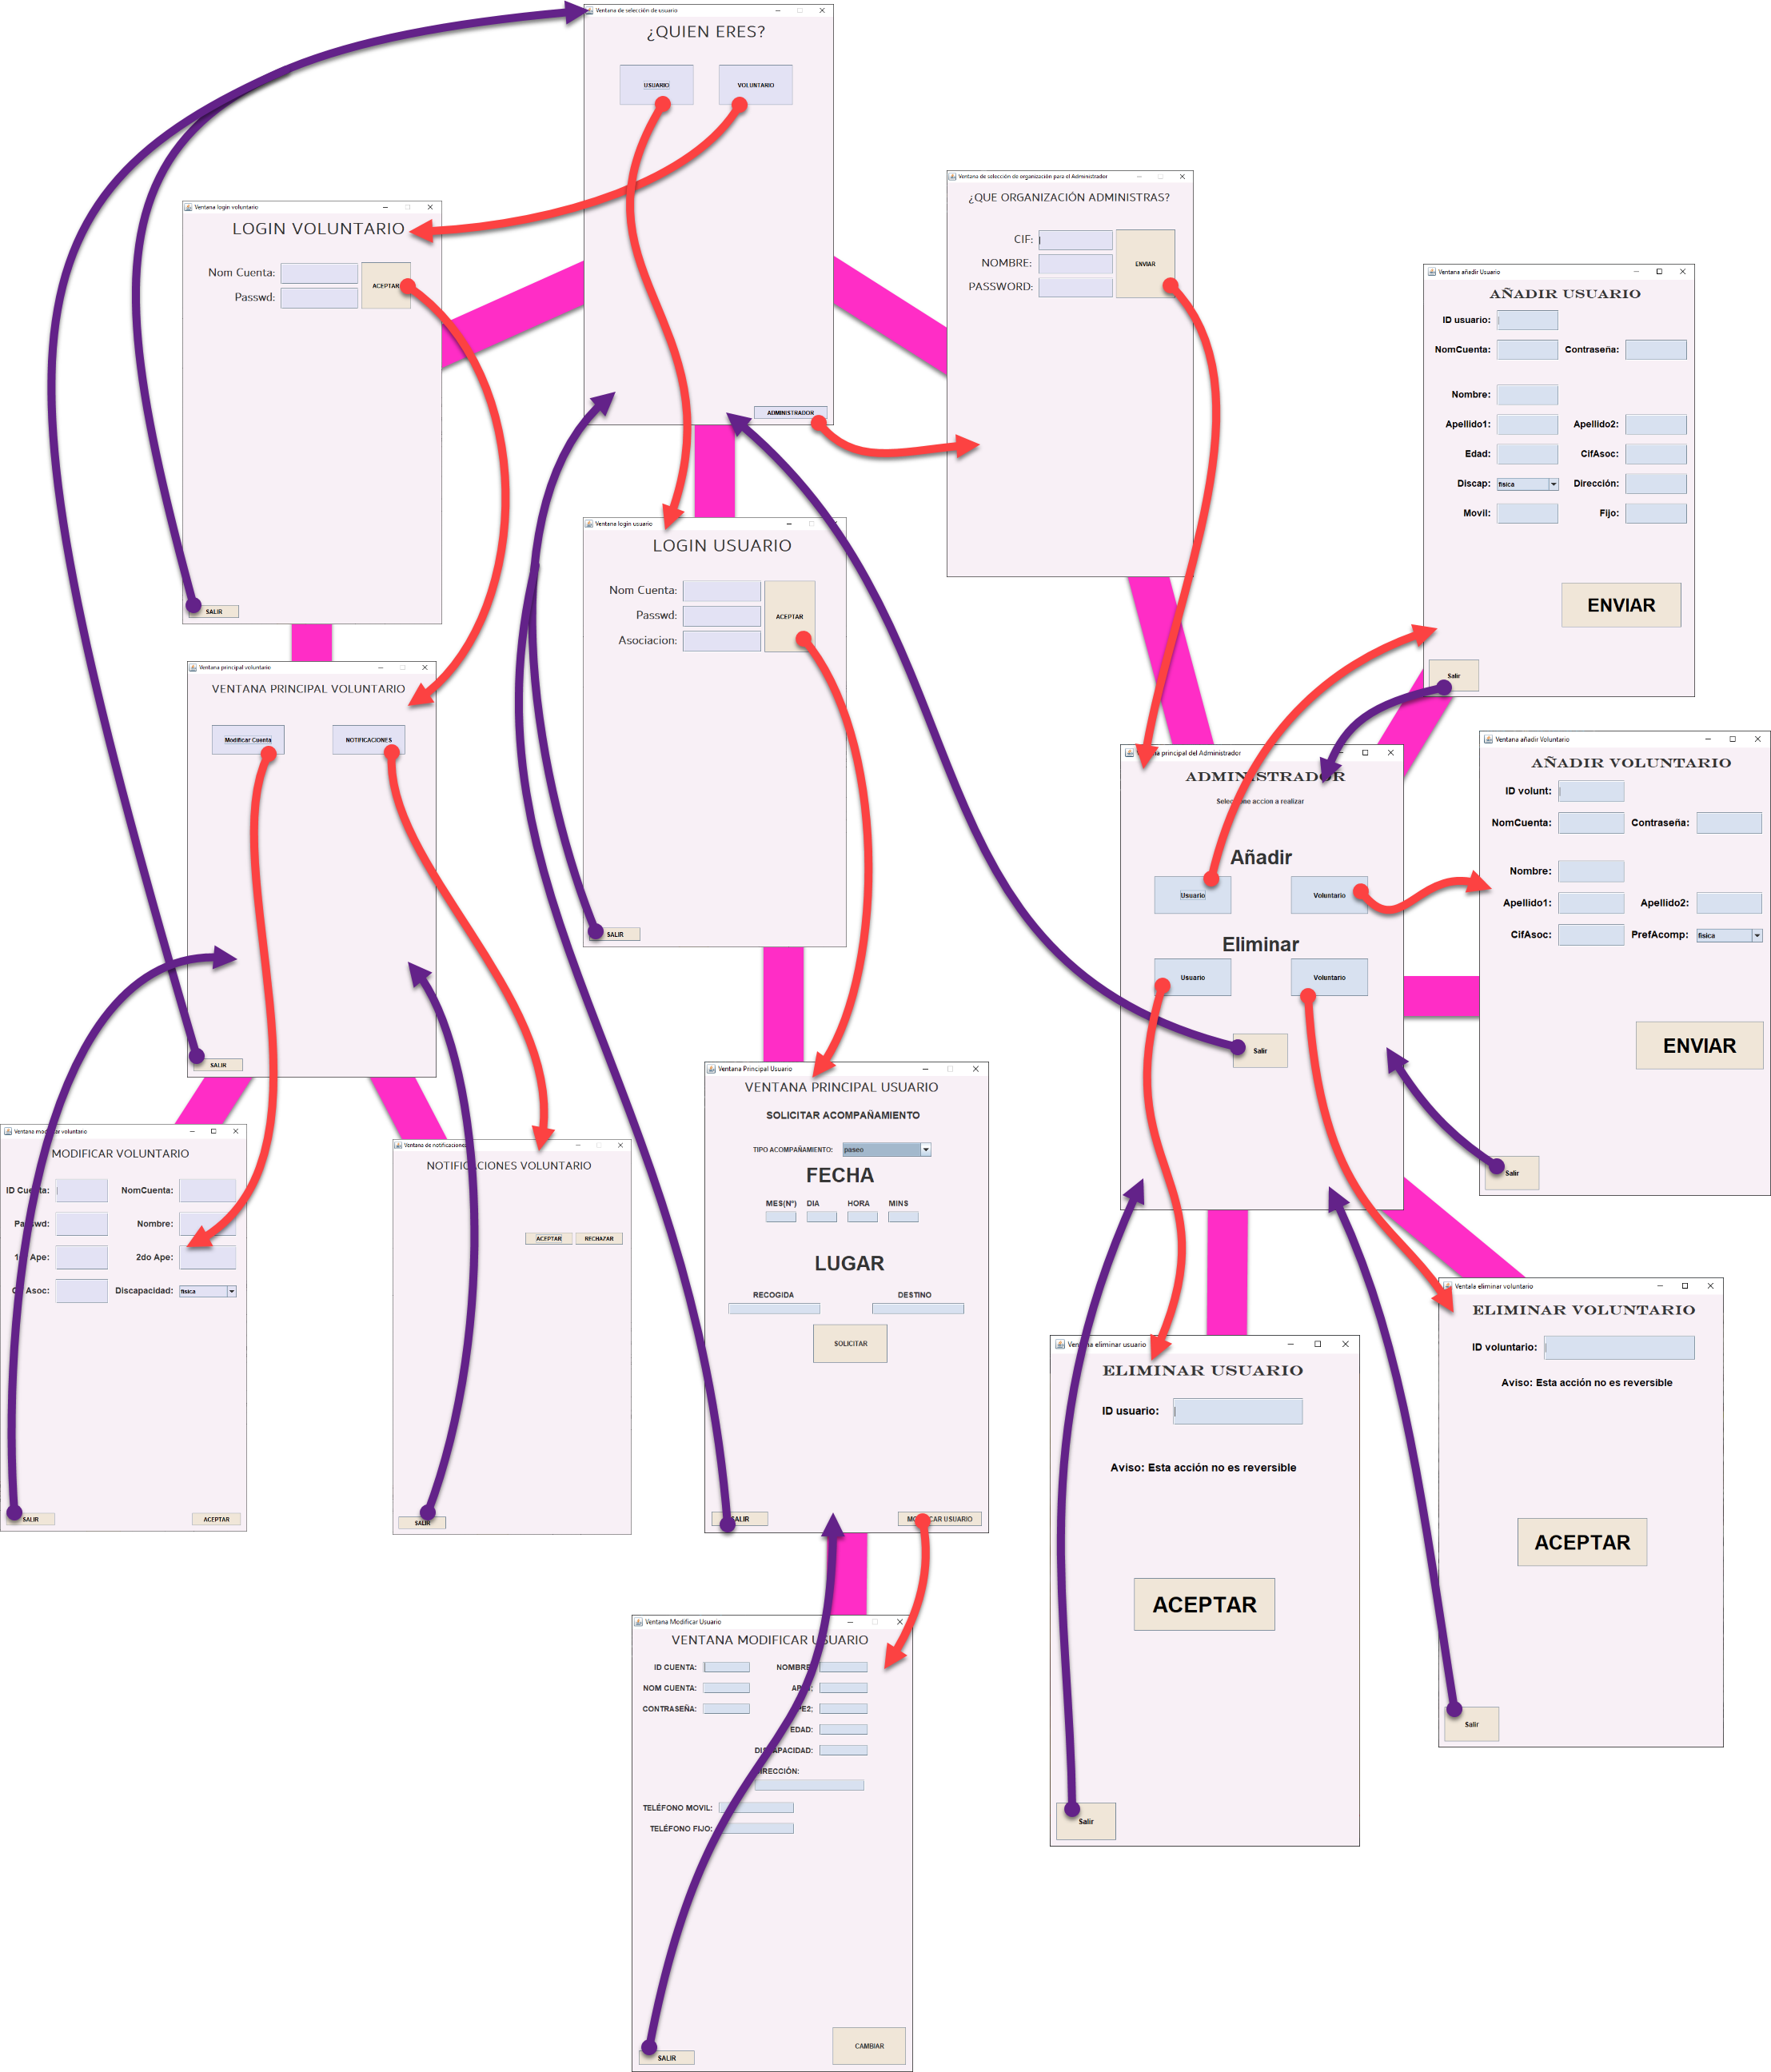 Ventana de selección de usuario
¿QUIEN ERES?
USUARIO
VOLUNTARIO
ADMINISTRADOR
Ventana login voluntario
LOGIN VOLUNTARIO
Nom Cuenta:
Passwd:
ACEPTAR
SALIR
Ventana de selección de organización para el Administrador
¿QUE ORGANIZACIÓN ADMINISTRAS?
CIF:
NOMBRE:
PASSWORD:
ENVIAR
Ventana añadir Usuario
AÑADIR USUARIO
ID usuario:
NomCuenta: Contraseña:
Nombre:
Apellido1: Apellido2:
Edad: CifAsoc:
Discap: fisica Dirección:
Movil: Fijo:
ENVIAR
Salir
Ventana login usuario
LOGIN USUARIO
Nom Cuenta:
Passwd:
Asociacion:
ACEPTAR
SALIR
Ventana principal voluntario
VENTANA PRINCIPAL VOLUNTARIO
Modificar Cuenta
NOTIFICACIONES
SALIR
principal del Administrador
ADMINISTRADOR
accion a realizar
Añadir
Usuario Voluntario
Eliminar
Usuario Voluntario
Salir
Ventana añadir Voluntario
AÑADIR VOLUNTARIO
ID volunt:
NomCuenta: Contraseña:
Nombre:
Apellido1: Apellido2:
CifAsoc: PrefAcomp: fisica
ENVIAR
Salir
Ventana modificar voluntario
MODIFICAR VOLUNTARIO
ID Cuenta: NomCuenta:
Passwd: Nombre:
Ape: 2do Ape:
Asoc: Discapacidad: fisica
SALIR ACEPTAR
Ventana de notificaciones
NOTIFICACIONES VOLUNTARIO
ACEPTAR RECHAZAR
SALIR
Ventana Principal Usuario
VENTANA PRINCIPAL USUARIO
SOLICITAR ACOMPAÑAMIENTO
TIPO ACOMPAÑAMIENTO: paseo
FECHA
MES(Nº) DIA HORA MINS
LUGAR
RECOGIDA DESTINO
SOLICITAR
SALIR MODIFICAR USUARIO
Ventana eliminar usuario
ELIMINAR USUARIO
ID usuario:
Aviso: Esta acción no es reversible
ACEPTAR
Salir
Ventala eliminar voluntario
ELIMINAR VOLUNTARIO
ID voluntario:
Aviso: Esta acción no es reversible
ACEPTAR
Salir
Ventana Modificar Usuario
VENTANA MODIFICAR USUARIO
ID CUENTA: NOMBRE
NOM CUENTA:
CONTRASEÑA: PE2;
EDAD:
DISCAPACIDAD:
DIRECCIÓN:
TELÉFONO MOVIL:
TELÉFONO FIJO:
SALIR CAMBIAR